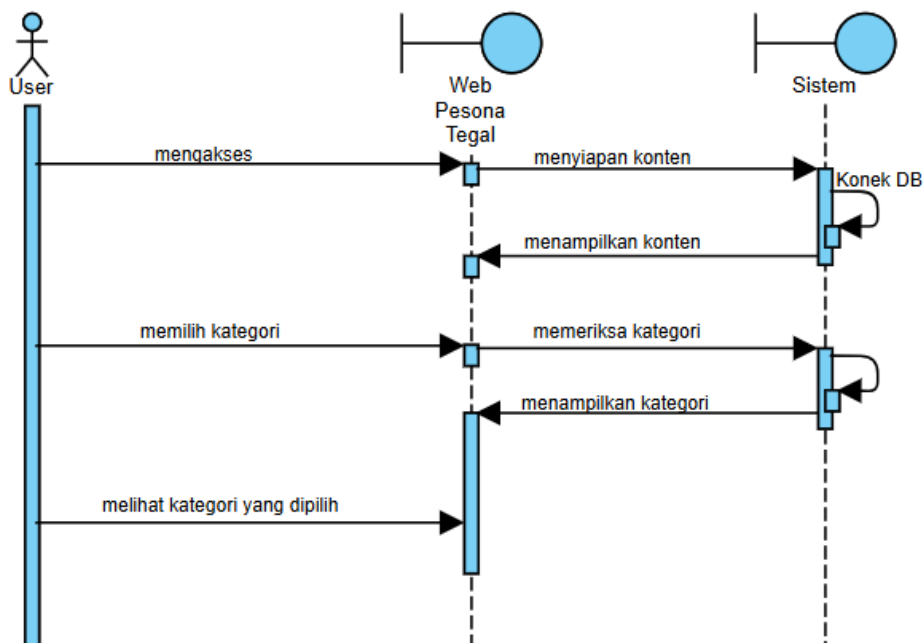 User
Web
Pesona
Tegal
Sistem
mengakses
menyiapan konten
Konek DB
menampilkan konten
memilih kategori
memeriksa kategori
menampilkan kategori
melihat kategori yang dipilih